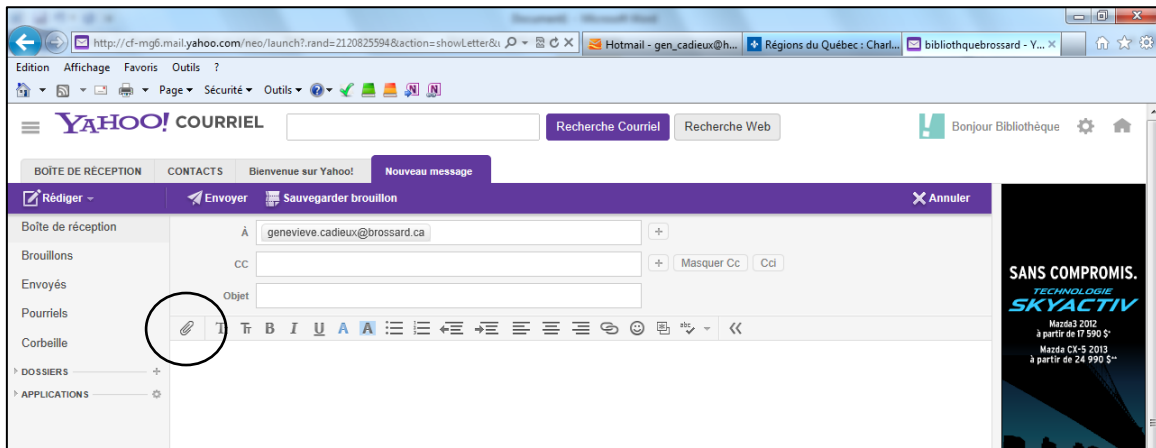 http://cf-mg6.mail.yahoo.com/neo/launch?.rand=2120825594&action=showLetter&
Hotmail - gen_cadieux@h...
Régions du Québec : Charl...
bibliothquebrossard - Y...
Edition Affichage Favoris Outils ?
Page Sécurité Outils
YAHOO! COURRIEL
Recherche Courriel
Recherche Web
Bonjour Bibliothèque
BOÎTE DE RÉCEPTION
CONTACTS
Bienvenue sur Yahoo!
Nouveau message
Rédiger
Envoyer
Sauvegarder brouillon
Annuler
Boîte de réception
Brouillons
Envoyés
Pourriels
Corbeille
DOSSIERS
APPLICATIONS
À genevieve.cadieux@brossard.ca
CC
Masquer Cc
Cci
Objet
T Tt B I U A A
SANS COMPROMIS.
TECHNOLOGIE
SKYACTIV
Mazda3 2012
à partir de 17 590 $*
Mazda CX-5 2013
à partir de 24 990 $**